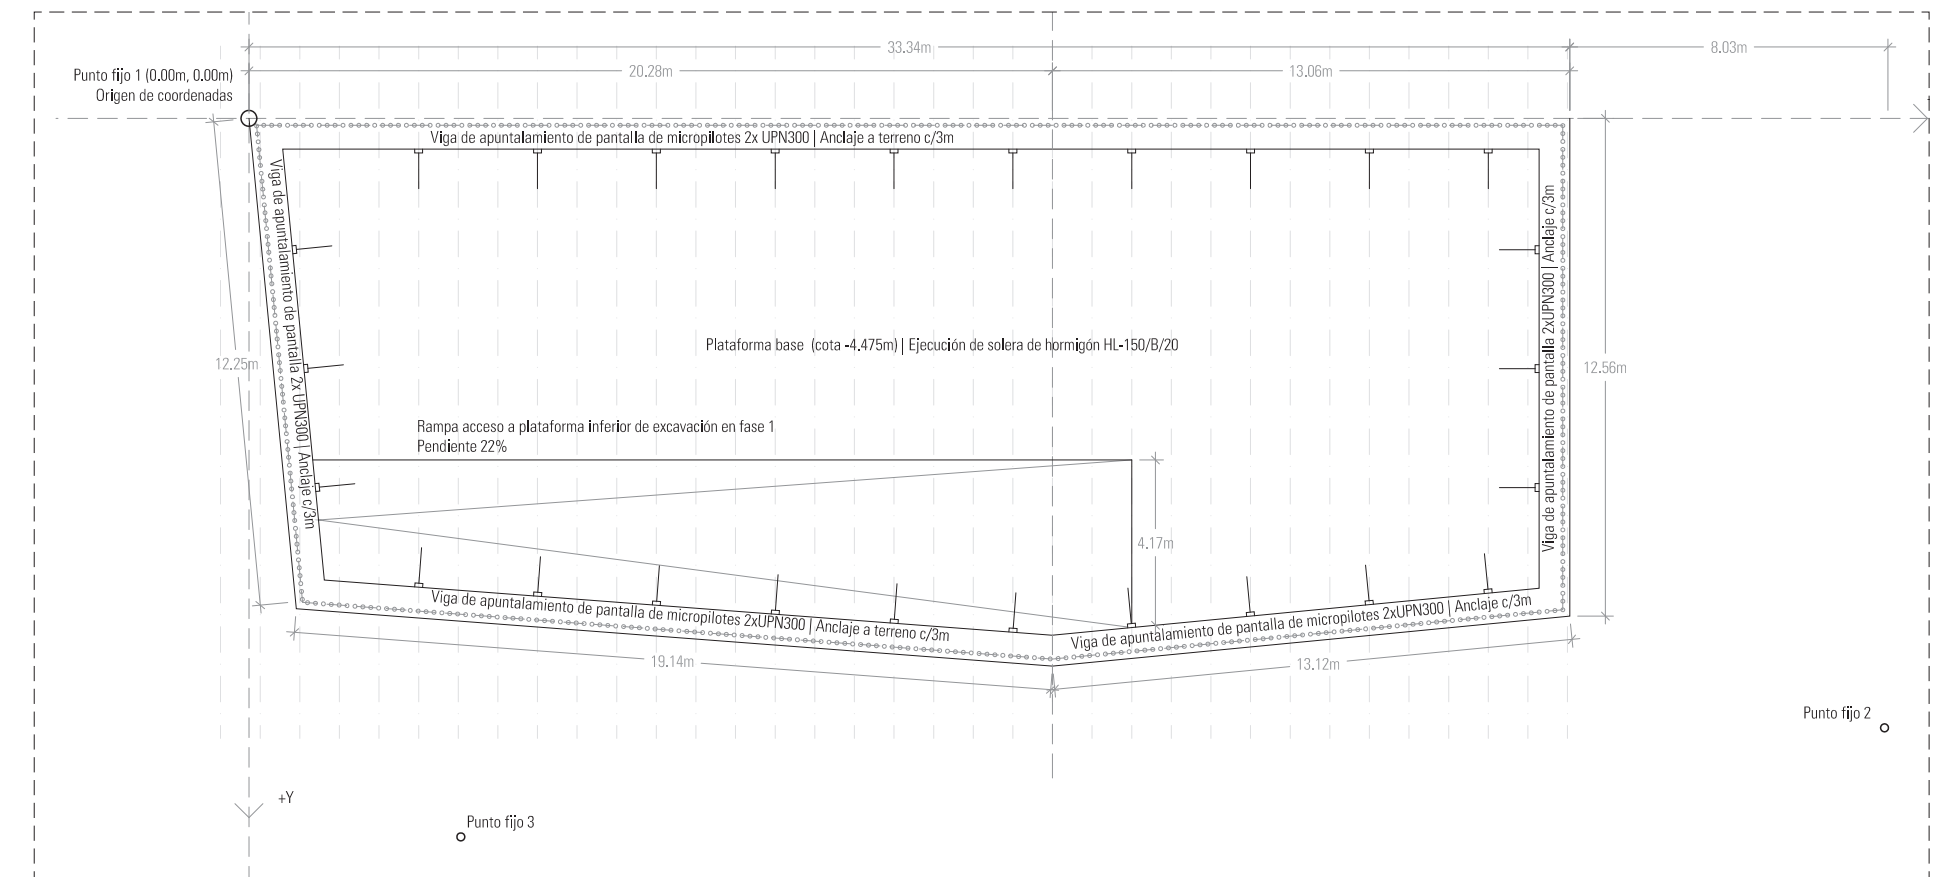 33.34m
8.03m
20.28m
13.06m
Punto fijo 1 (0.00m, 0.00m)
Origen de coordenadas
Viga de apuntalamiento de pantalla de micropilotes 2x UPN300 | Anclaje a terreno c/3m
Viga de apuntalamiento de pantalla 2x UPN300 | Anclaje c/3m
Viga de apuntalamiento de pantalla 2xUPN300 | Anclaje c/3m
12.25m
12.56m
Plataforma base (cota -4.475m) | Ejecución de solera de hormigón HL-150/B/20
Rampa acceso a plataforma inferior de excavación en fase 1
Pendiente 22%
4.17m
Viga de apuntalamiento de pantalla de micropilotes 2xUPN300 | Anclaje a terreno c/3m
Viga de apuntalamiento de pantalla de micropilotes 2xUPN300 | Anclaje c/3m
19.14m
13.12m
Punto fijo 2
+Y
Punto fijo 3